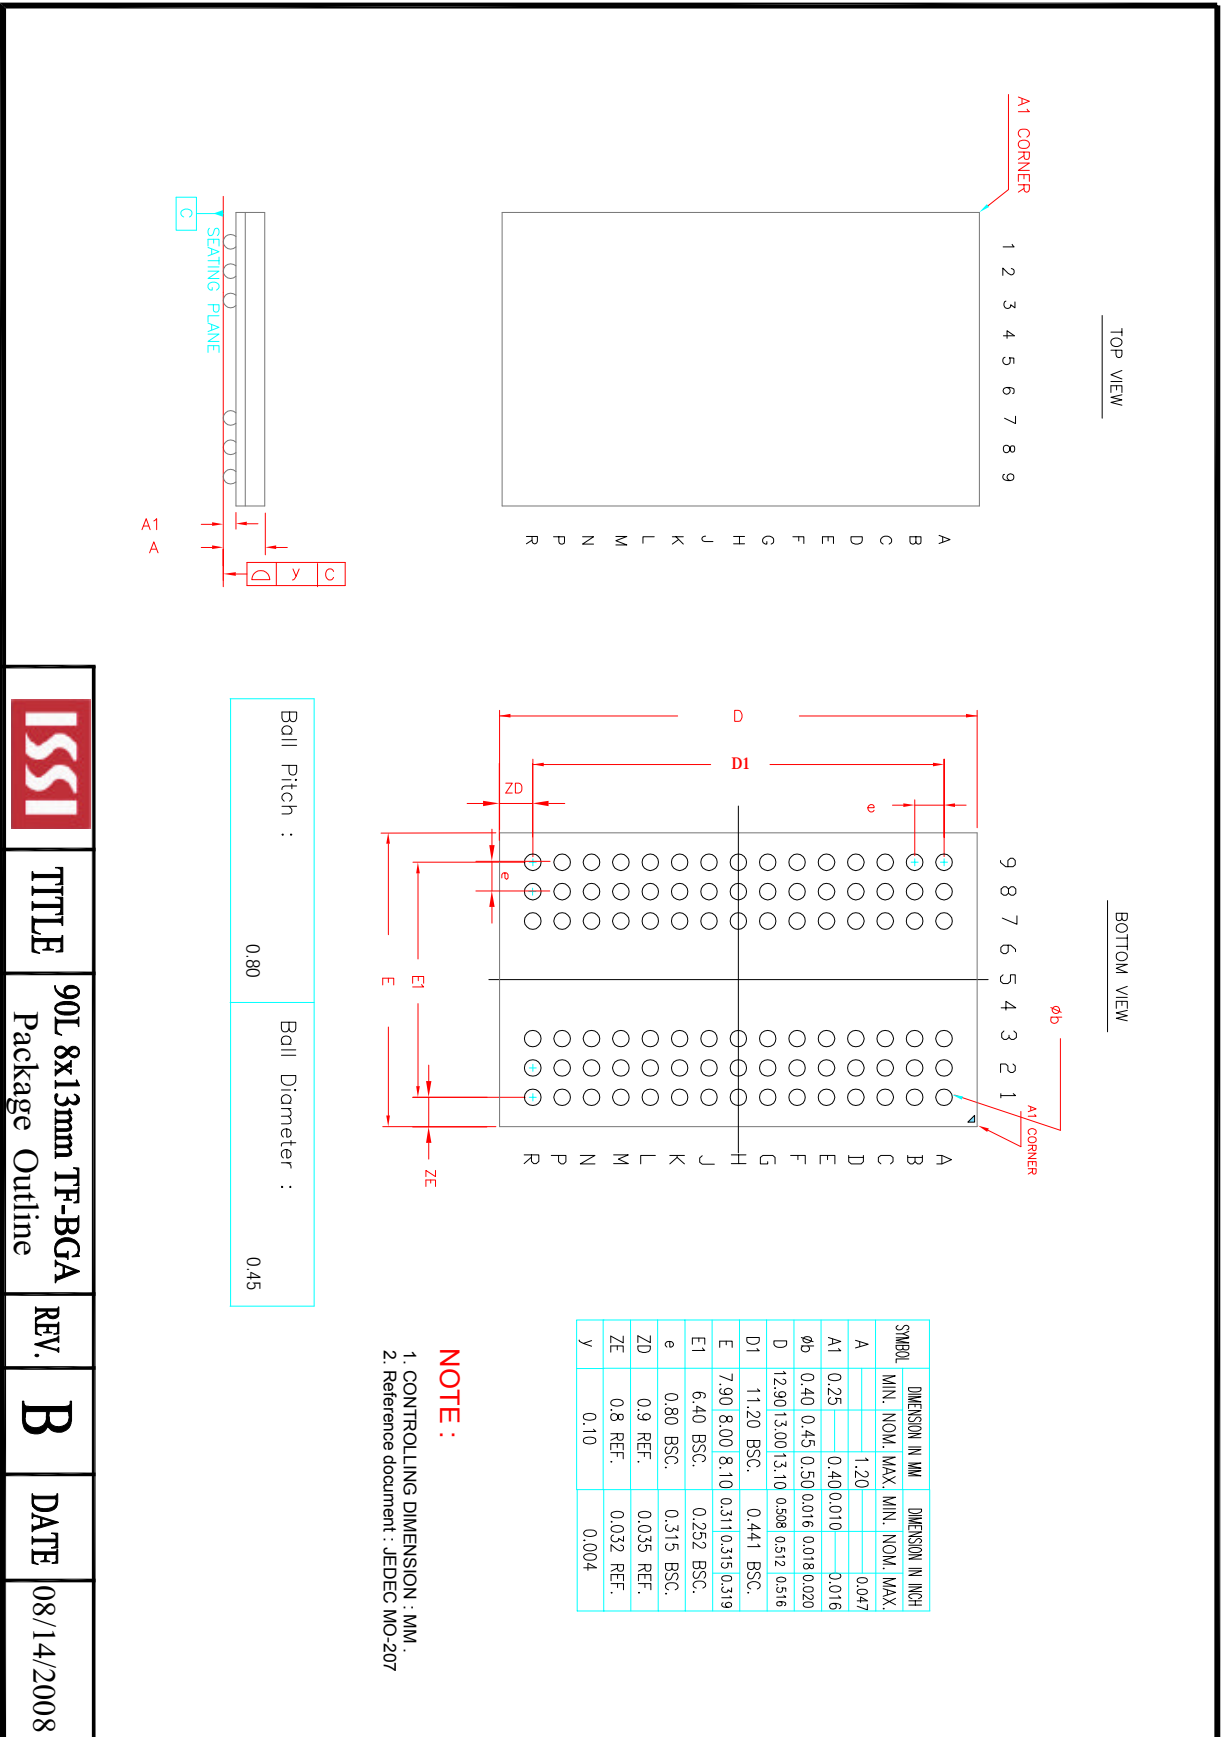 TOP VIEW
A1 CORNER
1 2 3 4 5 6 7 8 9
A
B
C
D
E
F
G
H
J
K
L
M
N
P
R
BOTTOM VIEW
Øb
A1 CORNER
9 8 7 6 5 4 3 2 1
A
B
C
D
E
F
G
H
J
K
L
M
N
P
R
e
D
D1
ZD
e
E1
E
ZE
C
SEATING PLANE
A1
A
y C
SYMBOL DIMENSION IN MM DIMENSION IN INCH
MIN. NOM. MAX. MIN. NOM. MAX.
A 1.20 0.047
A1 0.25 0.40 0.010 0.016
Øb 0.40 0.45 0.50 0.016 0.018 0.020
D 12.90 13.00 13.10 0.508 0.512 0.516
D1 11.20 BSC. 0.441 BSC.
E 7.90 8.00 8.10 0.311 0.315 0.319
E1 6.40 BSC. 0.252 BSC.
e 0.80 BSC. 0.315 BSC.
ZD 0.9 REF. 0.035 REF.
ZE 0.8 REF. 0.032 REF.
y 0.10 0.004
NOTE :
1. CONTROLLING DIMENSION : MM .
2. Reference document : JEDEC MO-207
Ball Pitch :
0.80
Ball Diameter :
0.45
ISSI
TITLE
90L 8x13mm TF-BGA
Package Outline
REV.
B
DATE
08/14/2008